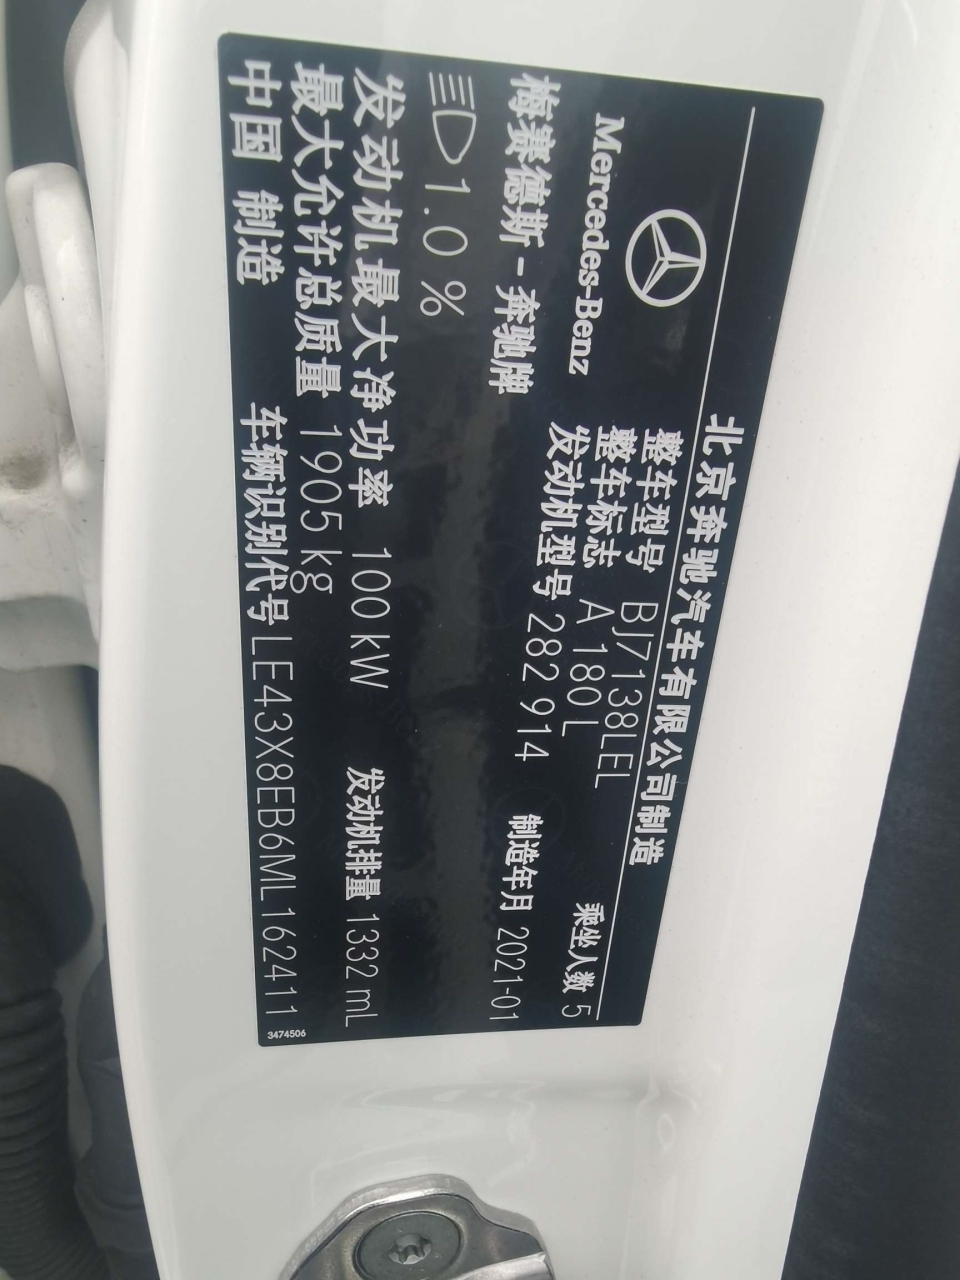 北京奔驰汽车有限公司制造
Mercedes-Benz
整车型号 BJ7138LEL
整车标志 A 180 L
乘坐人数 5
梅赛德斯-奔驰牌
发动机型号 282 914
制造年月 2021-01
1.0 %
发动机最大净功率 100 kW
发动机排量 1332 mL
最大允许总质量 1905 kg
中国 制造
车辆识别代号 LE43X8EB6ML162411
3474506